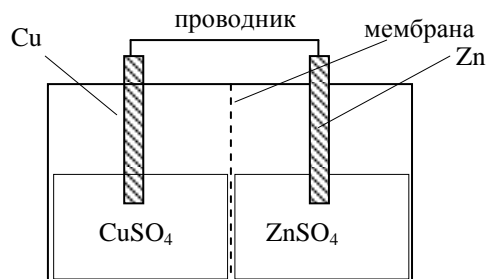 проводник
Cu
мембрана
Zn
CuSO₄
ZnSO₄